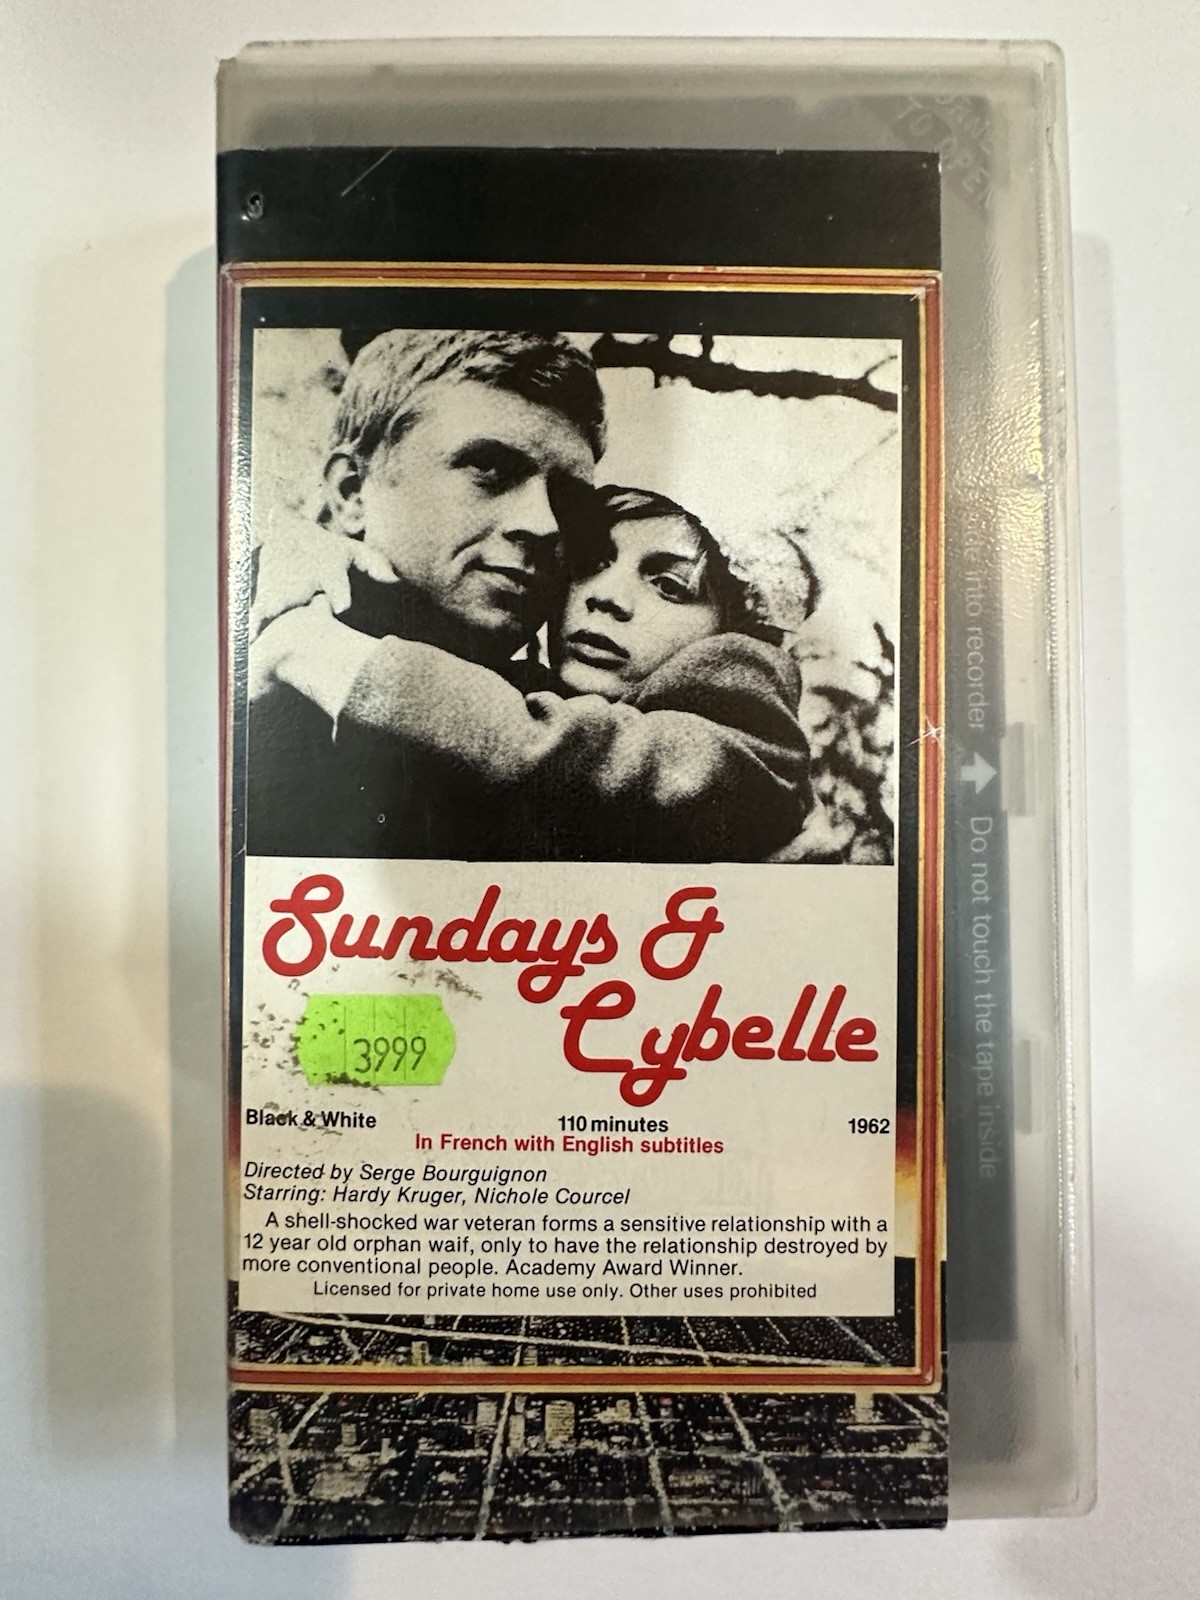 TO OPEN
Sundays &
Cybelle
3999
Black & White 110 minutes 1962
In French with English subtitles
Directed by Serge Bourguignon
Starring: Hardy Kruger, Nichole Courcel
A shell-shocked war veteran forms a sensitive relationship with a
12 year old orphan waif, only to have the relationship destroyed by
more conventional people. Academy Award Winner.
Licensed for private home use only. Other uses prohibited
into recorder Do not touch the tape inside